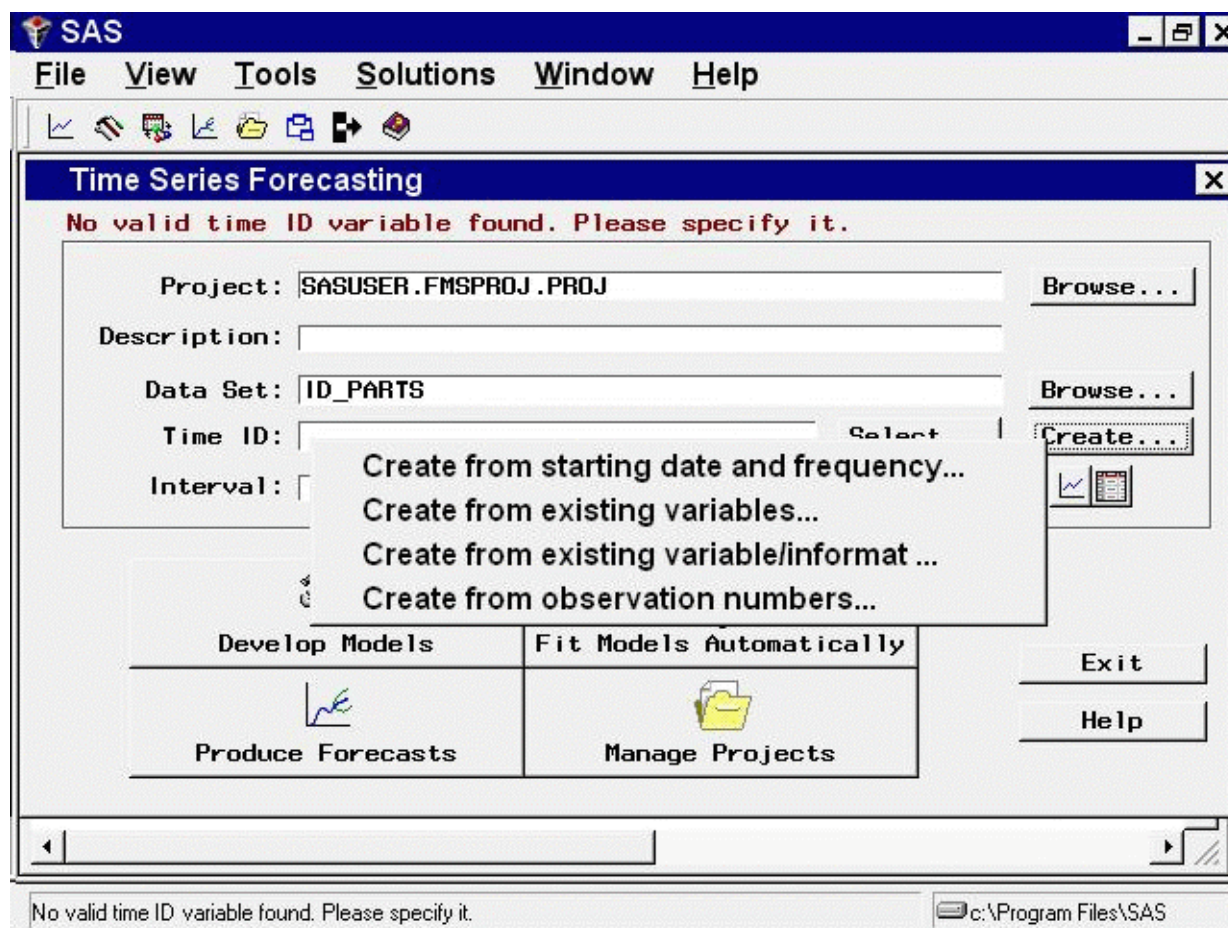 SAS
File View Tools Solutions Window Help
Time Series Forecasting
No valid time ID variable found. Please specify it.
Project: SASUSER.FMSPROJ.PROJ Browse...
Description:
Data Set: ID_PARTS Browse...
Time ID: Select Create...
Interval:
Create from starting date and frequency...
Create from existing variables...
Create from existing variable/informat ...
Create from observation numbers...
Develop Models Fit Models Automatically
Exit
Produce Forecasts Manage Projects
Help
No valid time ID variable found. Please specify it. c:\Program Files\SAS